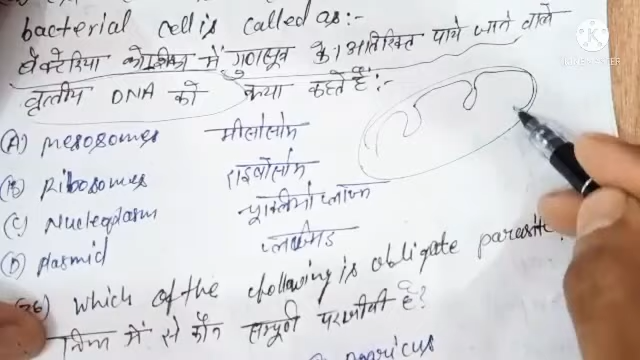 bacterial cell is called as:-
बैक्टेरिया कोशिका में गुणसूत्र के अतिरिक्त पाये जाने वाले
वृत्तीय DNA को क्या कहते हैं:-
(A) Mesosomes मीसोसोम
(B) Ribosomes राइबोसोम
(C) Nucleoplasm न्यूक्लियोप्लाज्म
(D) Plasmid प्लाज्मिड
(36) Which of the following is obligate parasite?
निम्न में से कौन सम्पूर्ण परजीवी है?
KINEMASTER